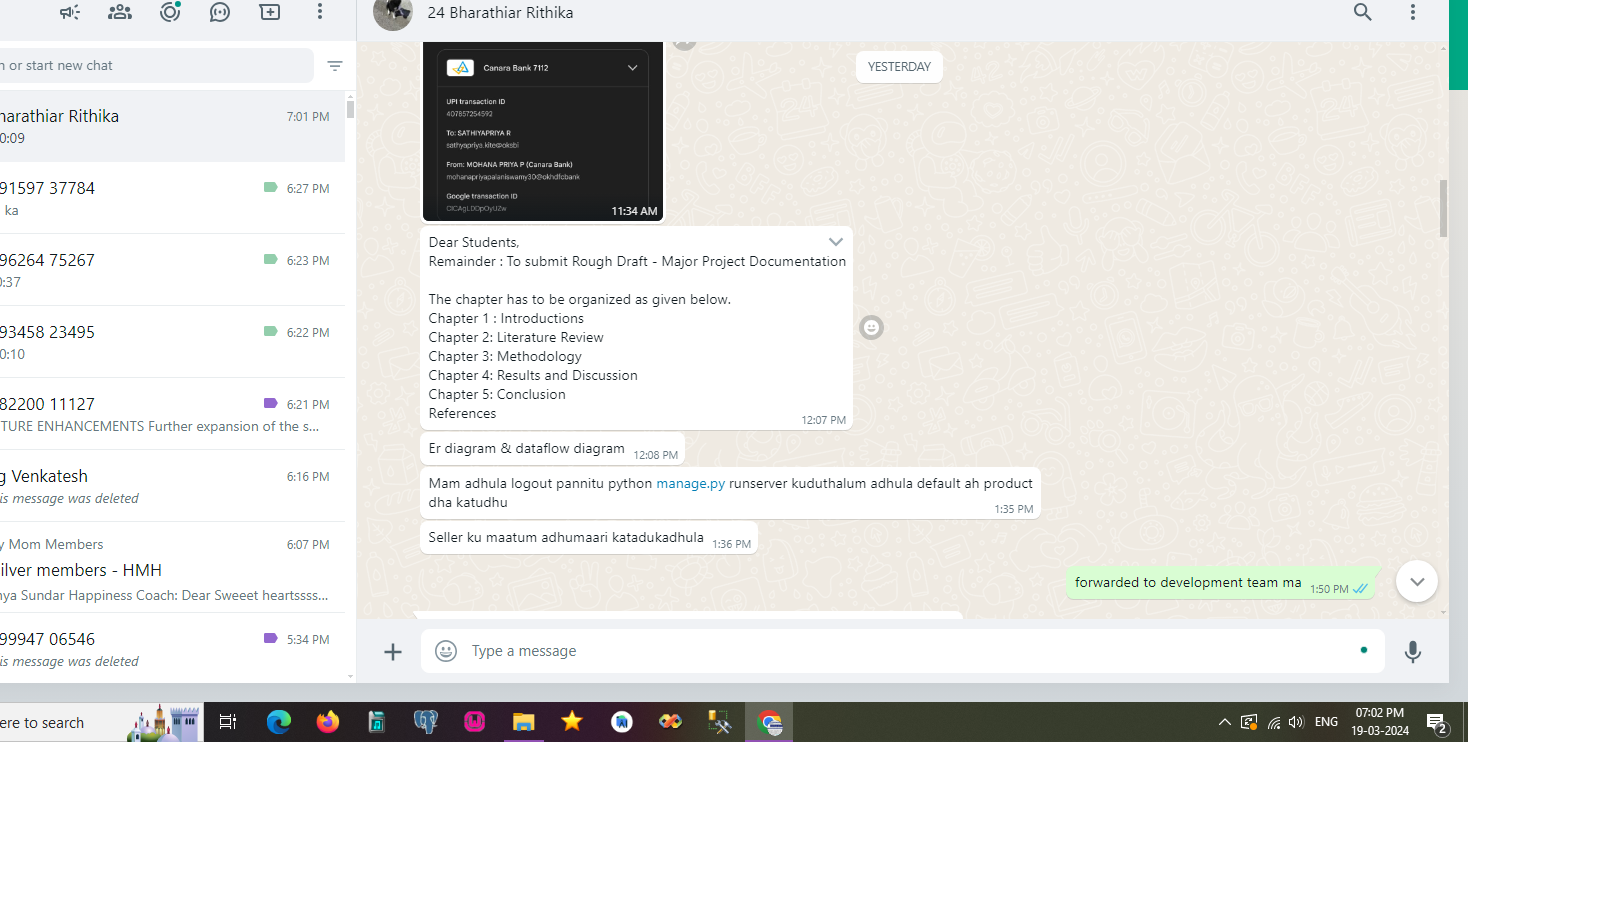 24 Bharathiar Rithika
n or start new chat
YESTERDAY
Canara Bank 7112
UPI transaction ID
407857254592
To: SATHIYAPRIYA R
sathyapriya.kite@oksbi
From: MOHANA PRIYA P (Canara Bank)
mohanapriyapalaniswamy30@okhdfcbank
Google transaction ID
11:34 AM
harathiar Rithika
7:01 PM
0:09
91597 37784
6:27 PM
ka
96264 75267
6:23 PM
0:37
93458 23495
6:22 PM
0:10
82200 11127
6:21 PM
TURE ENHANCEMENTS Further expansion of the s...
g Venkatesh
6:16 PM
is message was deleted
y Mom Members
6:07 PM
ilver members - HMH
nya Sundar Happiness Coach: Dear Sweeet heartssss...
99947 06546
5:34 PM
is message was deleted
Dear Students,
Remainder : To submit Rough Draft - Major Project Documentation
The chapter has to be organized as given below.
Chapter 1 : Introductions
Chapter 2: Literature Review
Chapter 3: Methodology
Chapter 4: Results and Discussion
Chapter 5: Conclusion
References
12:07 PM
Er diagram & dataflow diagram
12:08 PM
Mam adhula logout pannitu python manage.py runserver kuduthalum adhula default ah product
dha katudhu
1:35 PM
Seller ku maatum adhumaari katadukadhula
1:36 PM
forwarded to development team ma
1:50 PM
Type a message
ere to search
ENG
07:02 PM
19-03-2024
2